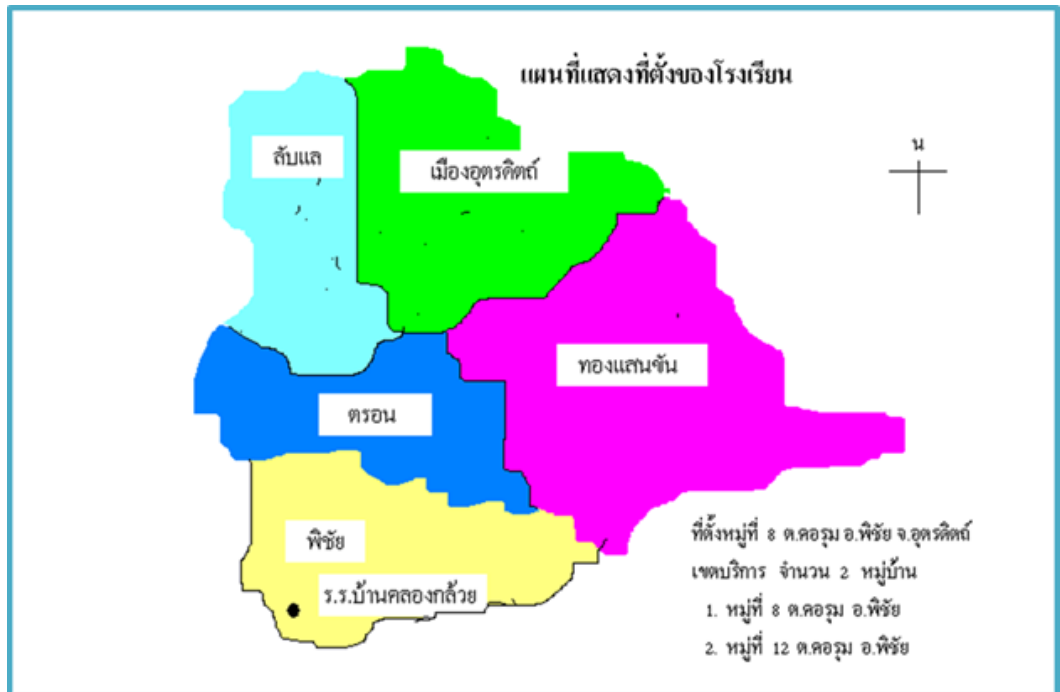 แผนที่แสดงที่ตั้งของโรงเรียน
น
ลับแล
เมืองอุตรดิตถ์
ทองแสนขัน
ตรอน
พิชัย
ร.ร.บ้านคลองกล้วย
ที่ตั้งหมู่ที่ 8 ต.คอรุม อ.พิชัย จ.อุตรดิตถ์
เขตบริการ จำนวน 2 หมู่บ้าน
1. หมู่ที่ 8 ต.คอรุม อ.พิชัย
2. หมู่ที่ 12 ต.คอรุม อ.พิชัย